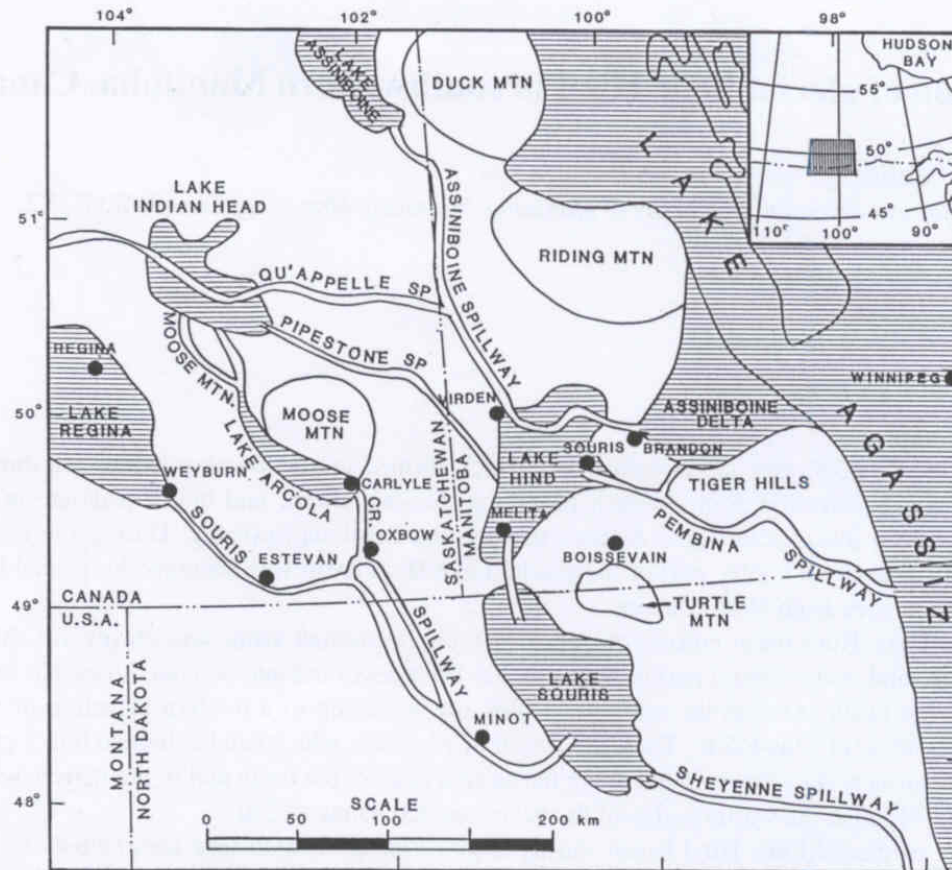 104°
102°
100°
98°
HUDSON
BAY
55°
50°
45°
110°
100°
90°
LAKE
ASSINIBOINE
DUCK MTN
LAKE AGASSIZ
LAKE
INDIAN HEAD
51°
ASSINIBOINE SPILLWAY
RIDING MTN
QU'APPELLE SP
PIPESTONE SP
MOOSE MTN.
REGINA
WINNIPEG
50°
LAKE
REGINA
MOOSE
MTN
VIRDEN
ASSINIBOINE
DELTA
SOURIS
BRANDON
LAKE
HIND
TIGER HILLS
WEYBURN
LAKE ARCOLA
CARLYLE
CR.
SASKATCHEWAN
MANITOBA
MELITA
PEMBINA SPILLWAY
OXBOW
BOISSEVAIN
SOURIS SPILLWAY
ESTEVAN
49°
CANADA
U.S.A.
TURTLE
MTN
LAKE
SOURIS
MONTANA
NORTH DAKOTA
MINOT
SHEYENNE SPILLWAY
48°
SCALE
0 50 100 200 km